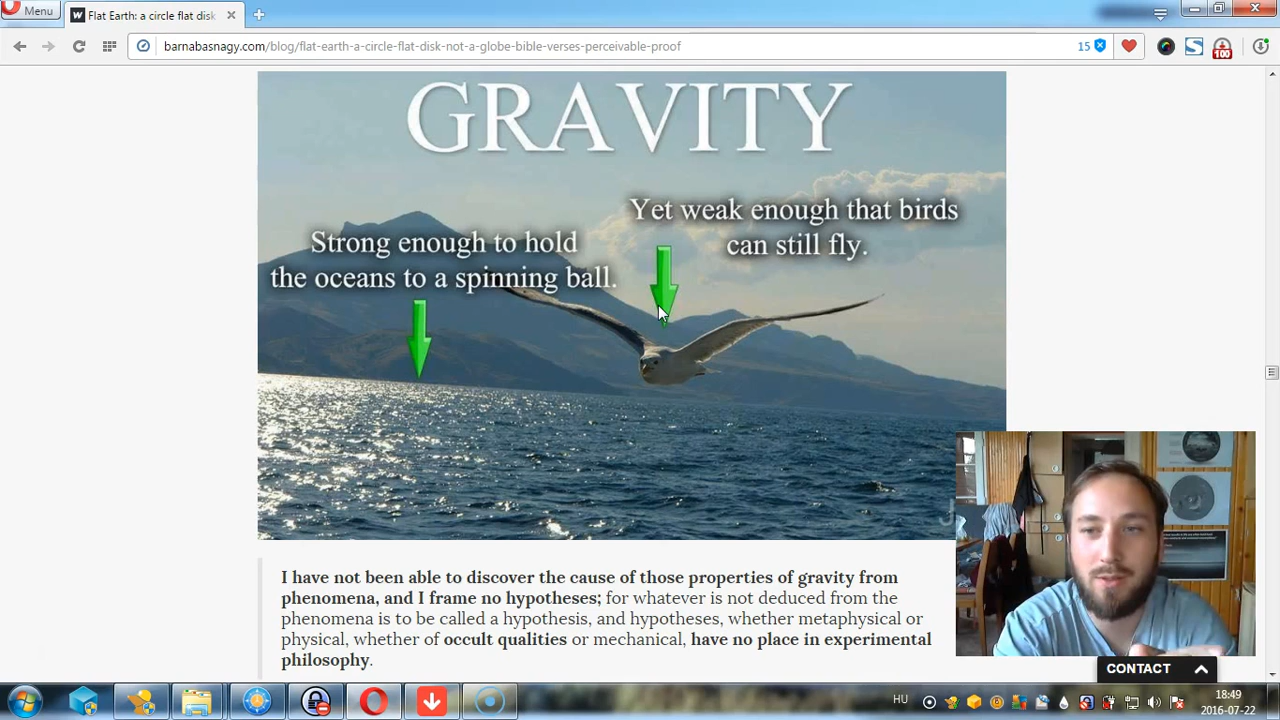 Menu
Flat Earth: a circle flat disk
barnabasnagy.com/blog/flat-earth-a-circle-flat-disk-not-a-globe-bible-verses-perceivable-proof
15
100
GRAVITY
Yet weak enough that birds
can still fly.
Strong enough to hold
the oceans to a spinning ball.
I have not been able to discover the cause of those properties of gravity from
phenomena, and I frame no hypotheses; for whatever is not deduced from the
phenomena is to be called a hypothesis, and hypotheses, whether metaphysical or
physical, whether of occult qualities or mechanical, have no place in experimental
philosophy.
CONTACT
HU
18:49
2016-07-22